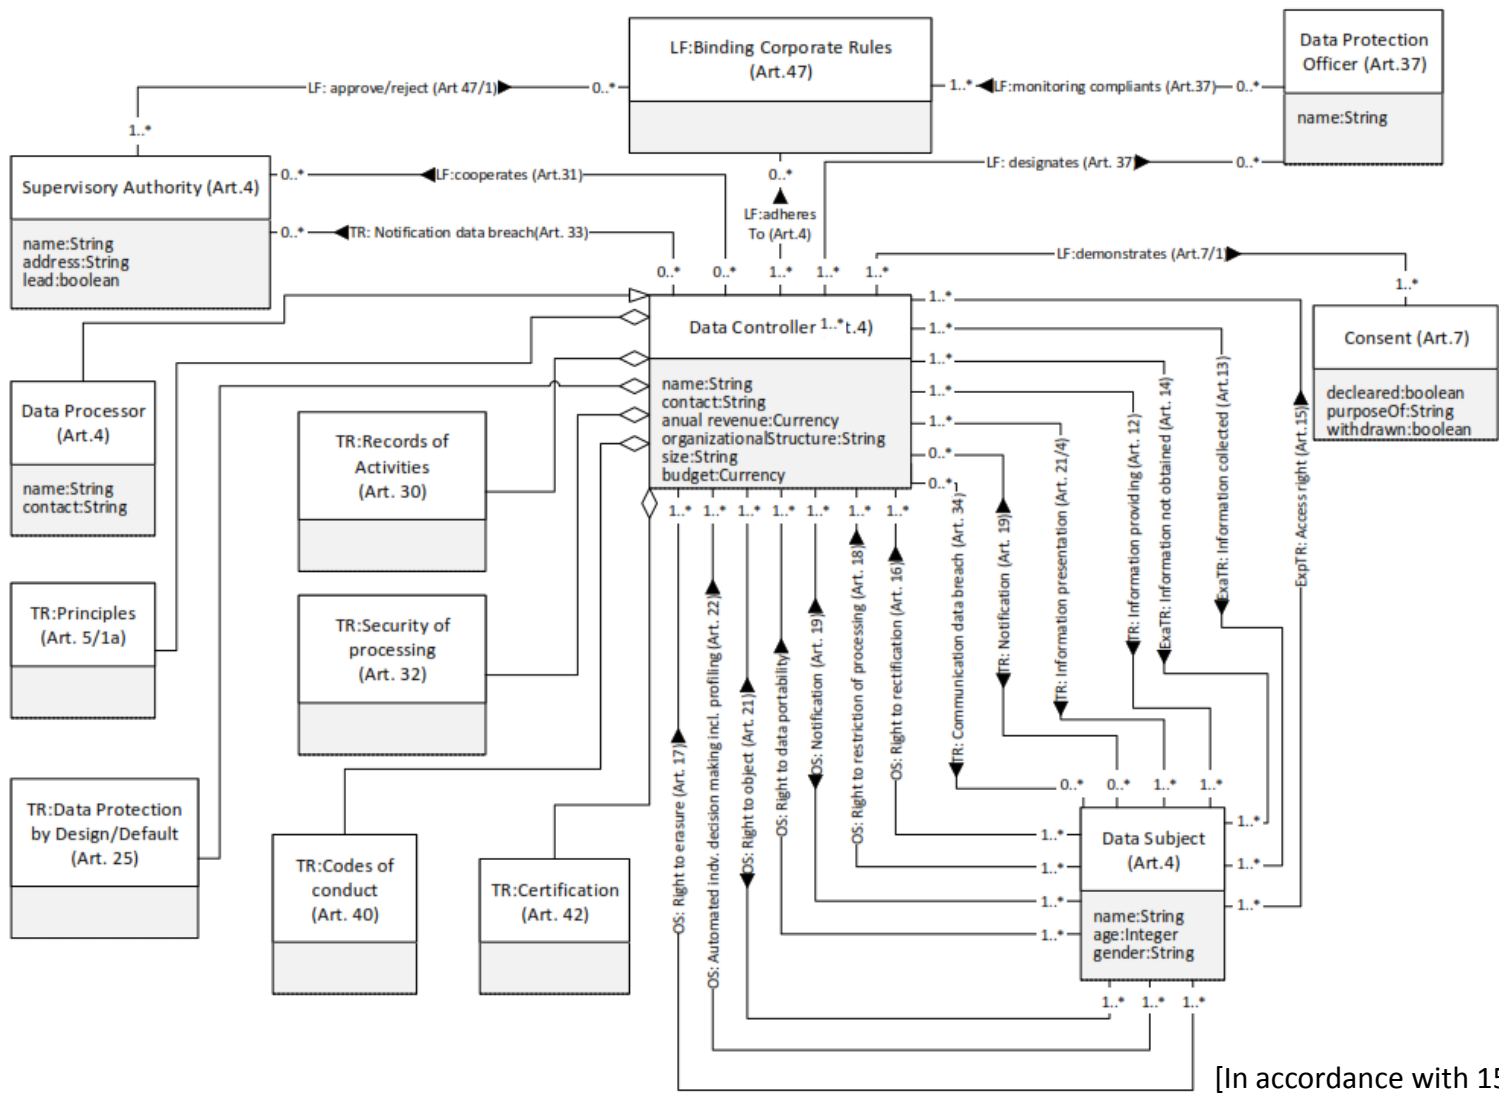 LF:Binding Corporate Rules
(Art.47)
Data Protection
Officer (Art.37)
name:String
LF: approve/reject (Art 47/1)
0..*
1..*
LF:monitoring compliants (Art.37)
0..*
1..*
Supervisory Authority (Art.4)
name:String
address:String
lead:boolean
0..*
LF:cooperates (Art.31)
0..*
TR: Notification data breach(Art. 33)
0..*
LF:adheres
To (Art.4)
LF: designates (Art. 37)
0..*
LF:demonstrates (Art.7/1)
1..*
0..*
0..*
1..*
1..*
1..*
Consent (Art.7)
decleared:boolean
purposeOf:String
withdrawn:boolean
Data Controller 1..* t.4)
name:String
contact:String
anual revenue:Currency
organizationalStructure:String
size:String
budget:Currency
1..*
1..*
1..*
1..*
1..*
0..*
0..*
Data Processor
(Art.4)
name:String
contact:String
TR:Records of
Activities
(Art. 30)
TR:Principles
(Art. 5/1a)
TR:Security of
processing
(Art. 32)
TR:Data Protection
by Design/Default
(Art. 25)
TR:Codes of
conduct
(Art. 40)
TR:Certification
(Art. 42)
1..*
1..*
1..*
1..*
1..*
1..*
1..*
OS: Right to erasure (Art. 17)
OS: Automated indv. decision making incl. profiling (Art. 22)
OS: Right to object (Art. 21)
OS: Right to data portability
OS: Notification (Art. 19)
OS: Right to restriction of processing (Art. 18)
OS: Right to rectification (Art. 16)
TR: Communication data breach (Art. 34)
TR: Notification (Art. 19)
TR: Information presentation (Art. 21/4)
TR: Information providing (Art. 12)
ExaTR: Information not obtained (Art. 14)
ExaTR: Information collected (Art.13)
ExpTR: Access right (Art.15)
0..*
0..*
1..*
1..*
Data Subject
(Art.4)
name:String
age:Integer
gender:String
1..*
1..*
1..*
1..*
1..*
1..*
1..*
1..*
1..*
1..*
[In accordance with 15